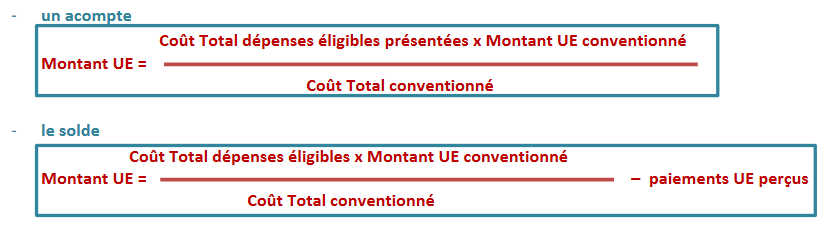 - un acompte
Coût Total dépenses éligibles présentées x Montant UE conventionné
Montant UE =
Coût Total conventionné
- le solde
Coût Total dépenses éligibles x Montant UE conventionné
Montant UE = – paiements UE perçus
Coût Total conventionné